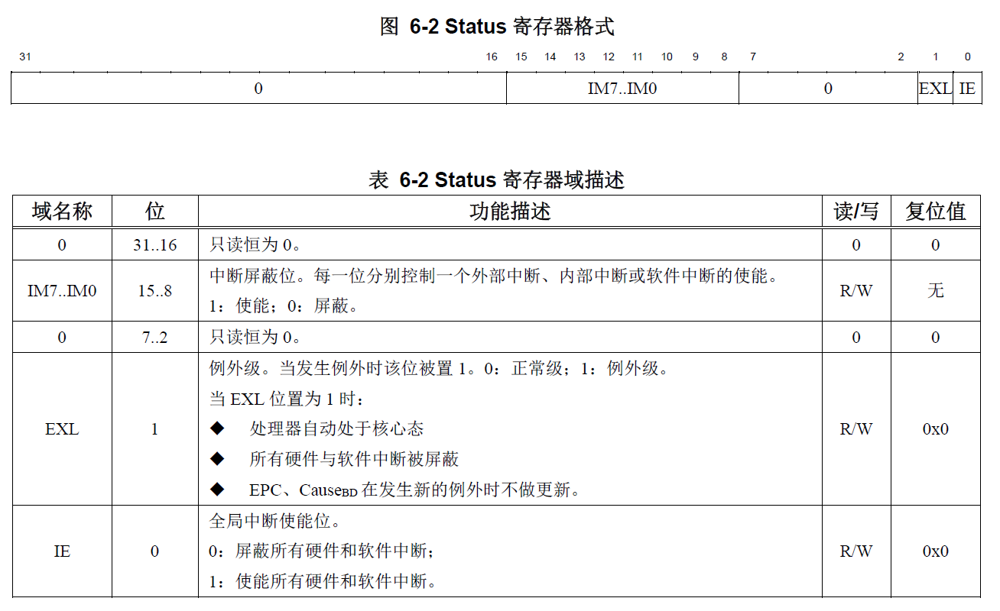 图 6-2 Status 寄存器格式
31 16 15 14 13 12 11 10 9 8 7 2 1 0
0 IM7..IM0 0 EXL IE
表 6-2 Status 寄存器域描述
域名称 位 功能描述 读/写 复位值
0 31..16 只读恒为 0。 0 0
IM7..IM0 15..8 中断屏蔽位。每一位分别控制一个外部中断、内部中断或软件中断的使能。 R/W 无
1：使能；0：屏蔽。
0 7..2 只读恒为 0。 0 0
例外级。当发生例外时该位被置 1。0：正常级；1：例外级。
当 EXL 位置为 1 时：
EXL 1 ◆ 处理器自动处于核心态 R/W 0x0
◆ 所有硬件与软件中断被屏蔽
◆ EPC、CauseBD 在发生新的例外时不做更新。
全局中断使能位。
IE 0 0：屏蔽所有硬件和软件中断； R/W 0x0
1：使能所有硬件和软件中断。